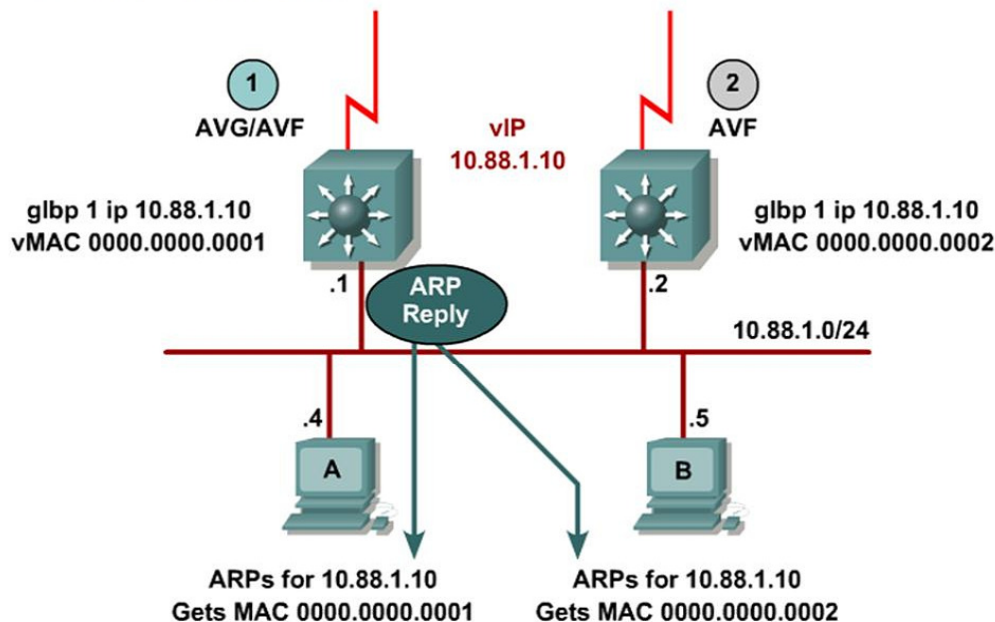 1
AVG/AVF
2
AVF
vIP
10.88.1.10
glbp 1 ip 10.88.1.10
vMAC 0000.0000.0001
glbp 1 ip 10.88.1.10
vMAC 0000.0000.0002
.1
ARP
Reply
.2
10.88.1.0/24
.4
A
.5
B
ARPs for 10.88.1.10
Gets MAC 0000.0000.0001
ARPs for 10.88.1.10
Gets MAC 0000.0000.0002